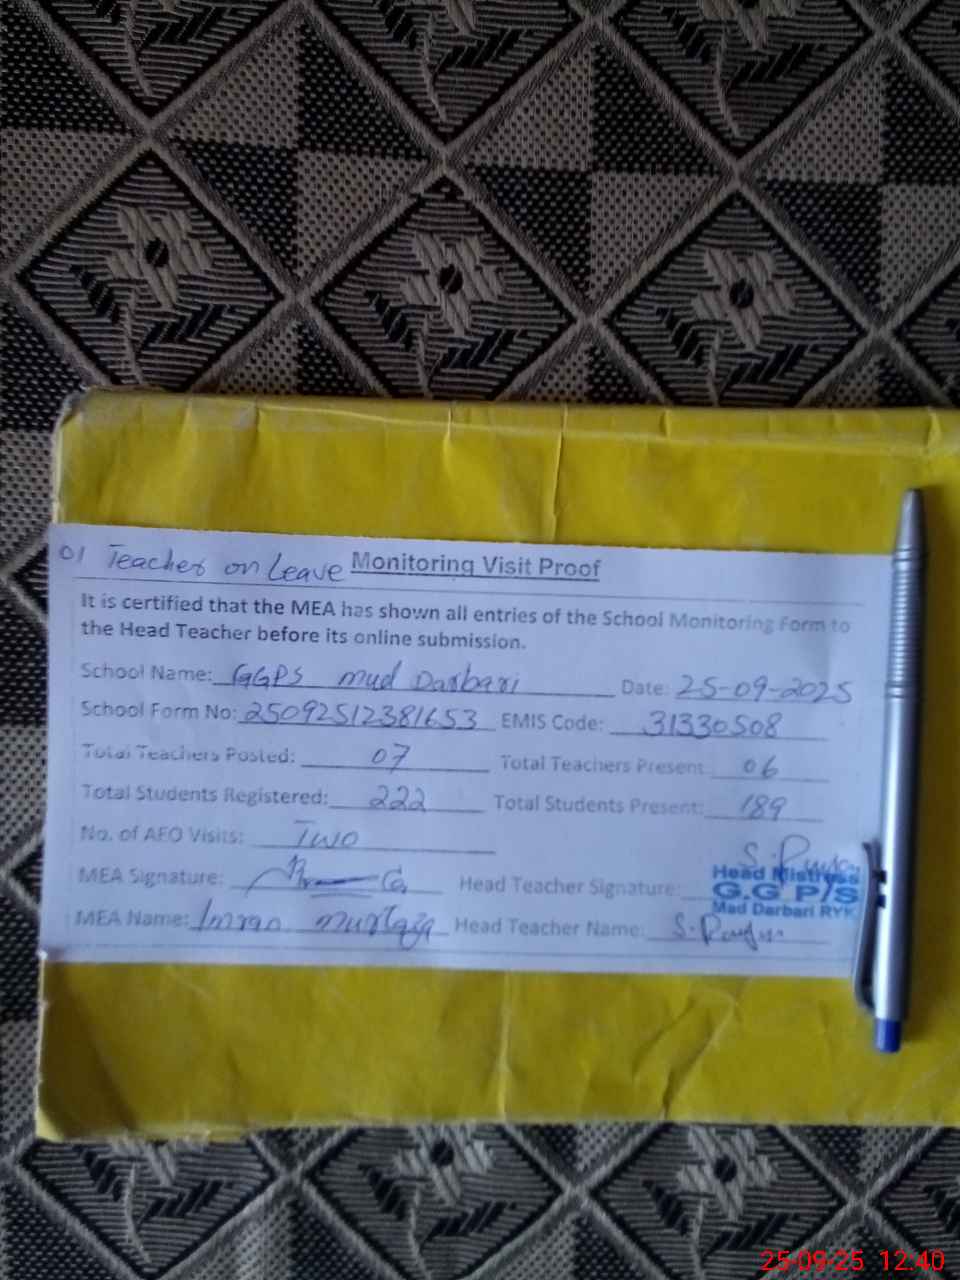 01 Teacher on Leave Monitoring Visit Proof
It is certified that the MEA has shown all entries of the School Monitoring Form to
the Head Teacher before its online submission.
School Name: GGPS mud Darbari Date: 25-09-2025
School Form No: 25092512381653 EMIS Code: 31330508
Total Teachers Posted: 07 Total Teachers Present: 06
Total Students Registered: 222 Total Students Present: 189
No. of AEO Visits: Two
MEA Signature: Head Teacher Signature:
Head Mistress
G.G P/S
Mad Darbari RYK
MEA Name: Imran Murtaza Head Teacher Name: S.
25-09-25 12:40